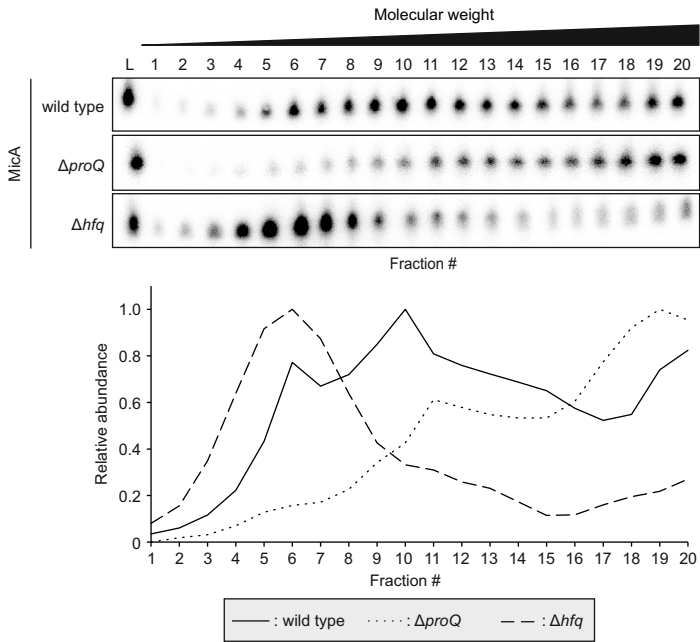 Molecular weight
L 1 2 3 4 5 6 7 8 9 10 11 12 13 14 15 16 17 18 19 20
MicA
wild type
ΔproQ
Δhfq
Fraction #
Relative abundance
1.0
0.8
0.6
0.4
0.2
0
1 2 3 4 5 6 7 8 9 10 11 12 13 14 15 16 17 18 19 20
Fraction #
: wild type : ΔproQ : Δhfq